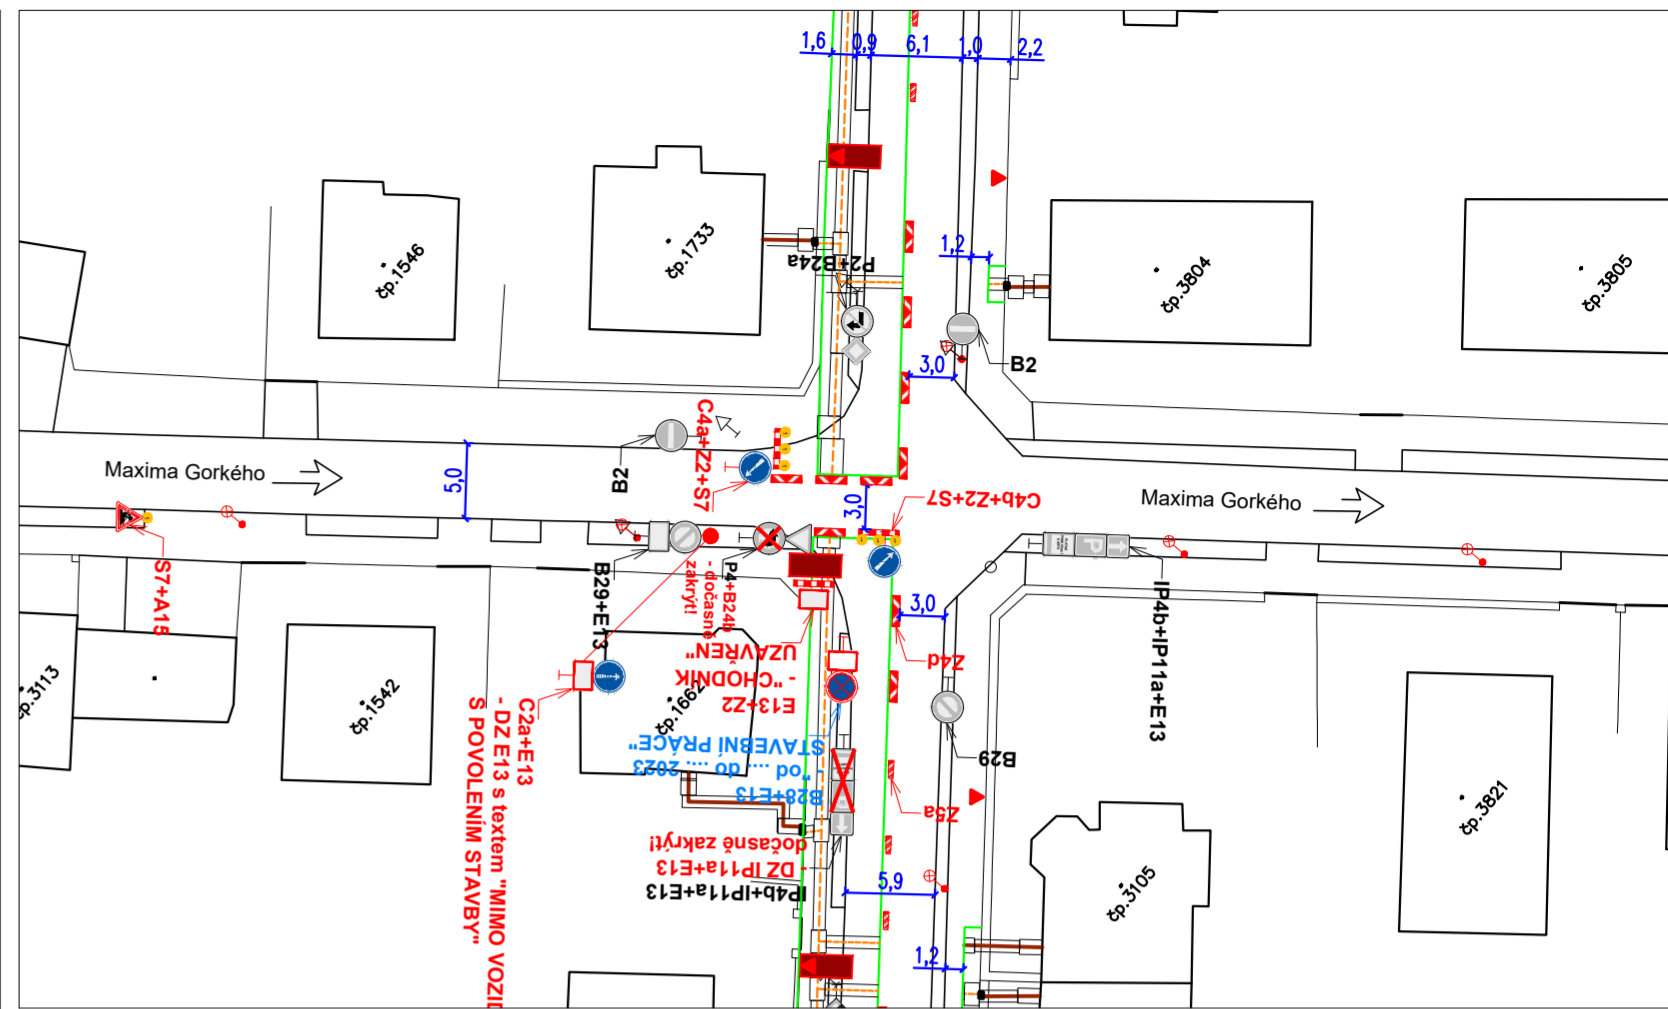 1,6
0,9
6,1
1,0
2,2
čp.1546
čp.1733
P2+B24a
1,2
čp.3804
čp.3805
B2
3,0
C4a+Z2+S7
B2
Maxima Gorkého
5,0
3,0
C4b+Z2+S7
Maxima Gorkého
S7+A15
B29+E13
P4+B24b
- dočasně
zakrýt!
IP4b+IP11a+E13
3,0
Z4d
E13+Z2
- "CHODNÍK
UZAVŘEN"
čp.3113
čp.1542
čp.1662
C2a+E13
- DZ E13 s textem "MIMO VOZID
S POVOLENÍM STAVBY"
B28+E13
- "od .... do .... 2023
STAVEBNÍ PRÁCE"
B29
Z5a
IP4b+IP11a+E13
- DZ IP11a+E13
dočasně zakrýt!
5,9
čp.3105
čp.3821
1,2